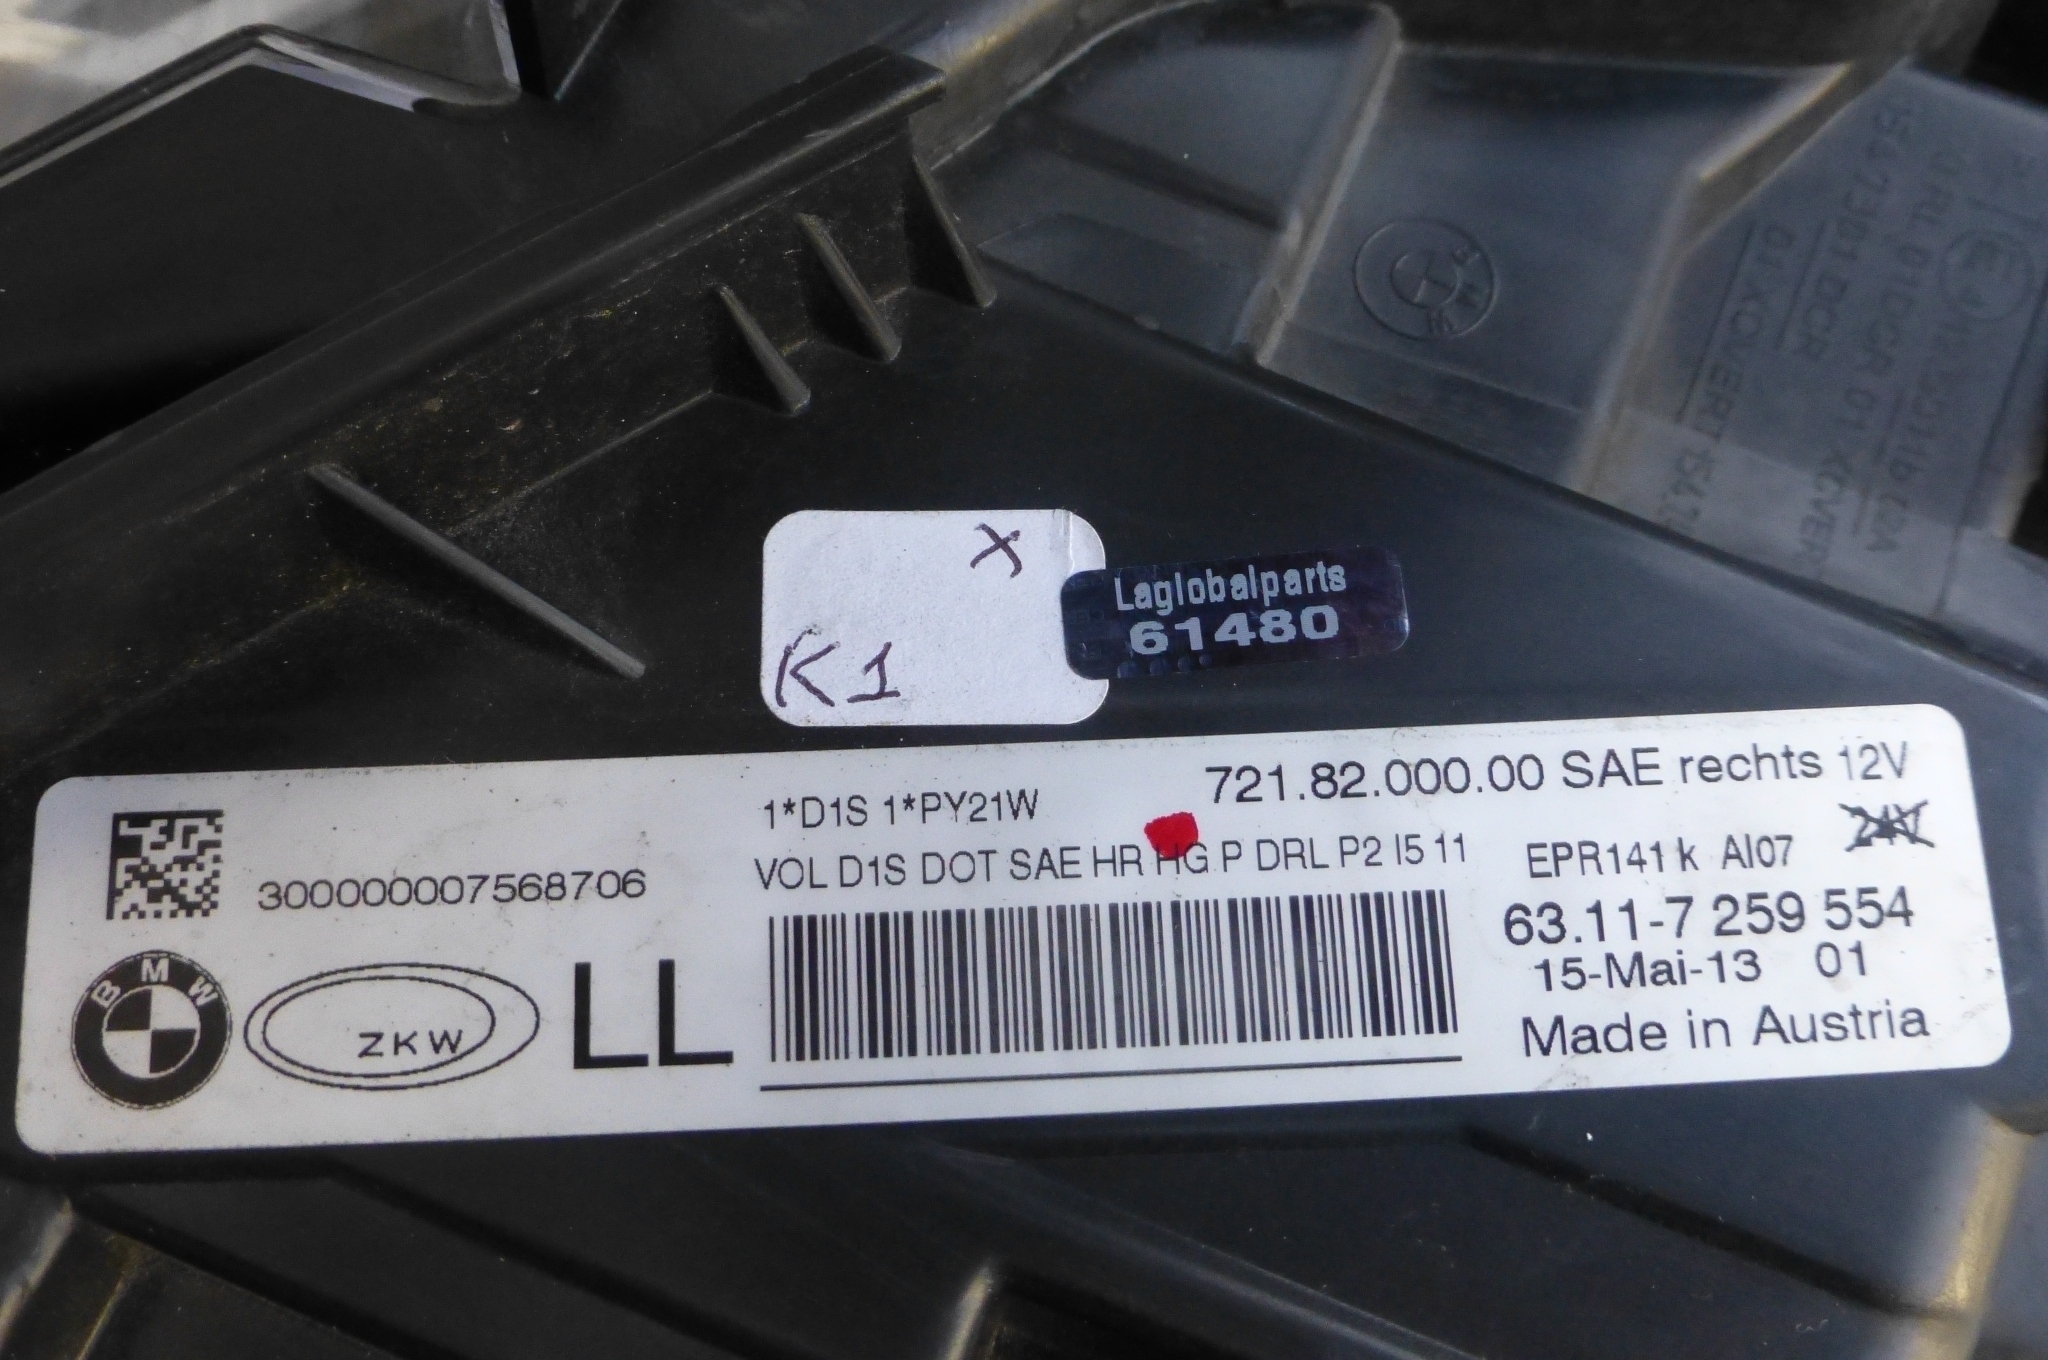 X
K1
Laglobalparts
61480
721.82.000.00 SAE rechts 12V
1*D1S 1*PY21W
24V
VOL D1S DOT SAE HR HG P DRL P2 I5 11
EPR141 k AI07
300000007568706
63.11-7 259 554
15-Mai-13 01
BMW
ZKW
LL
Made in Austria